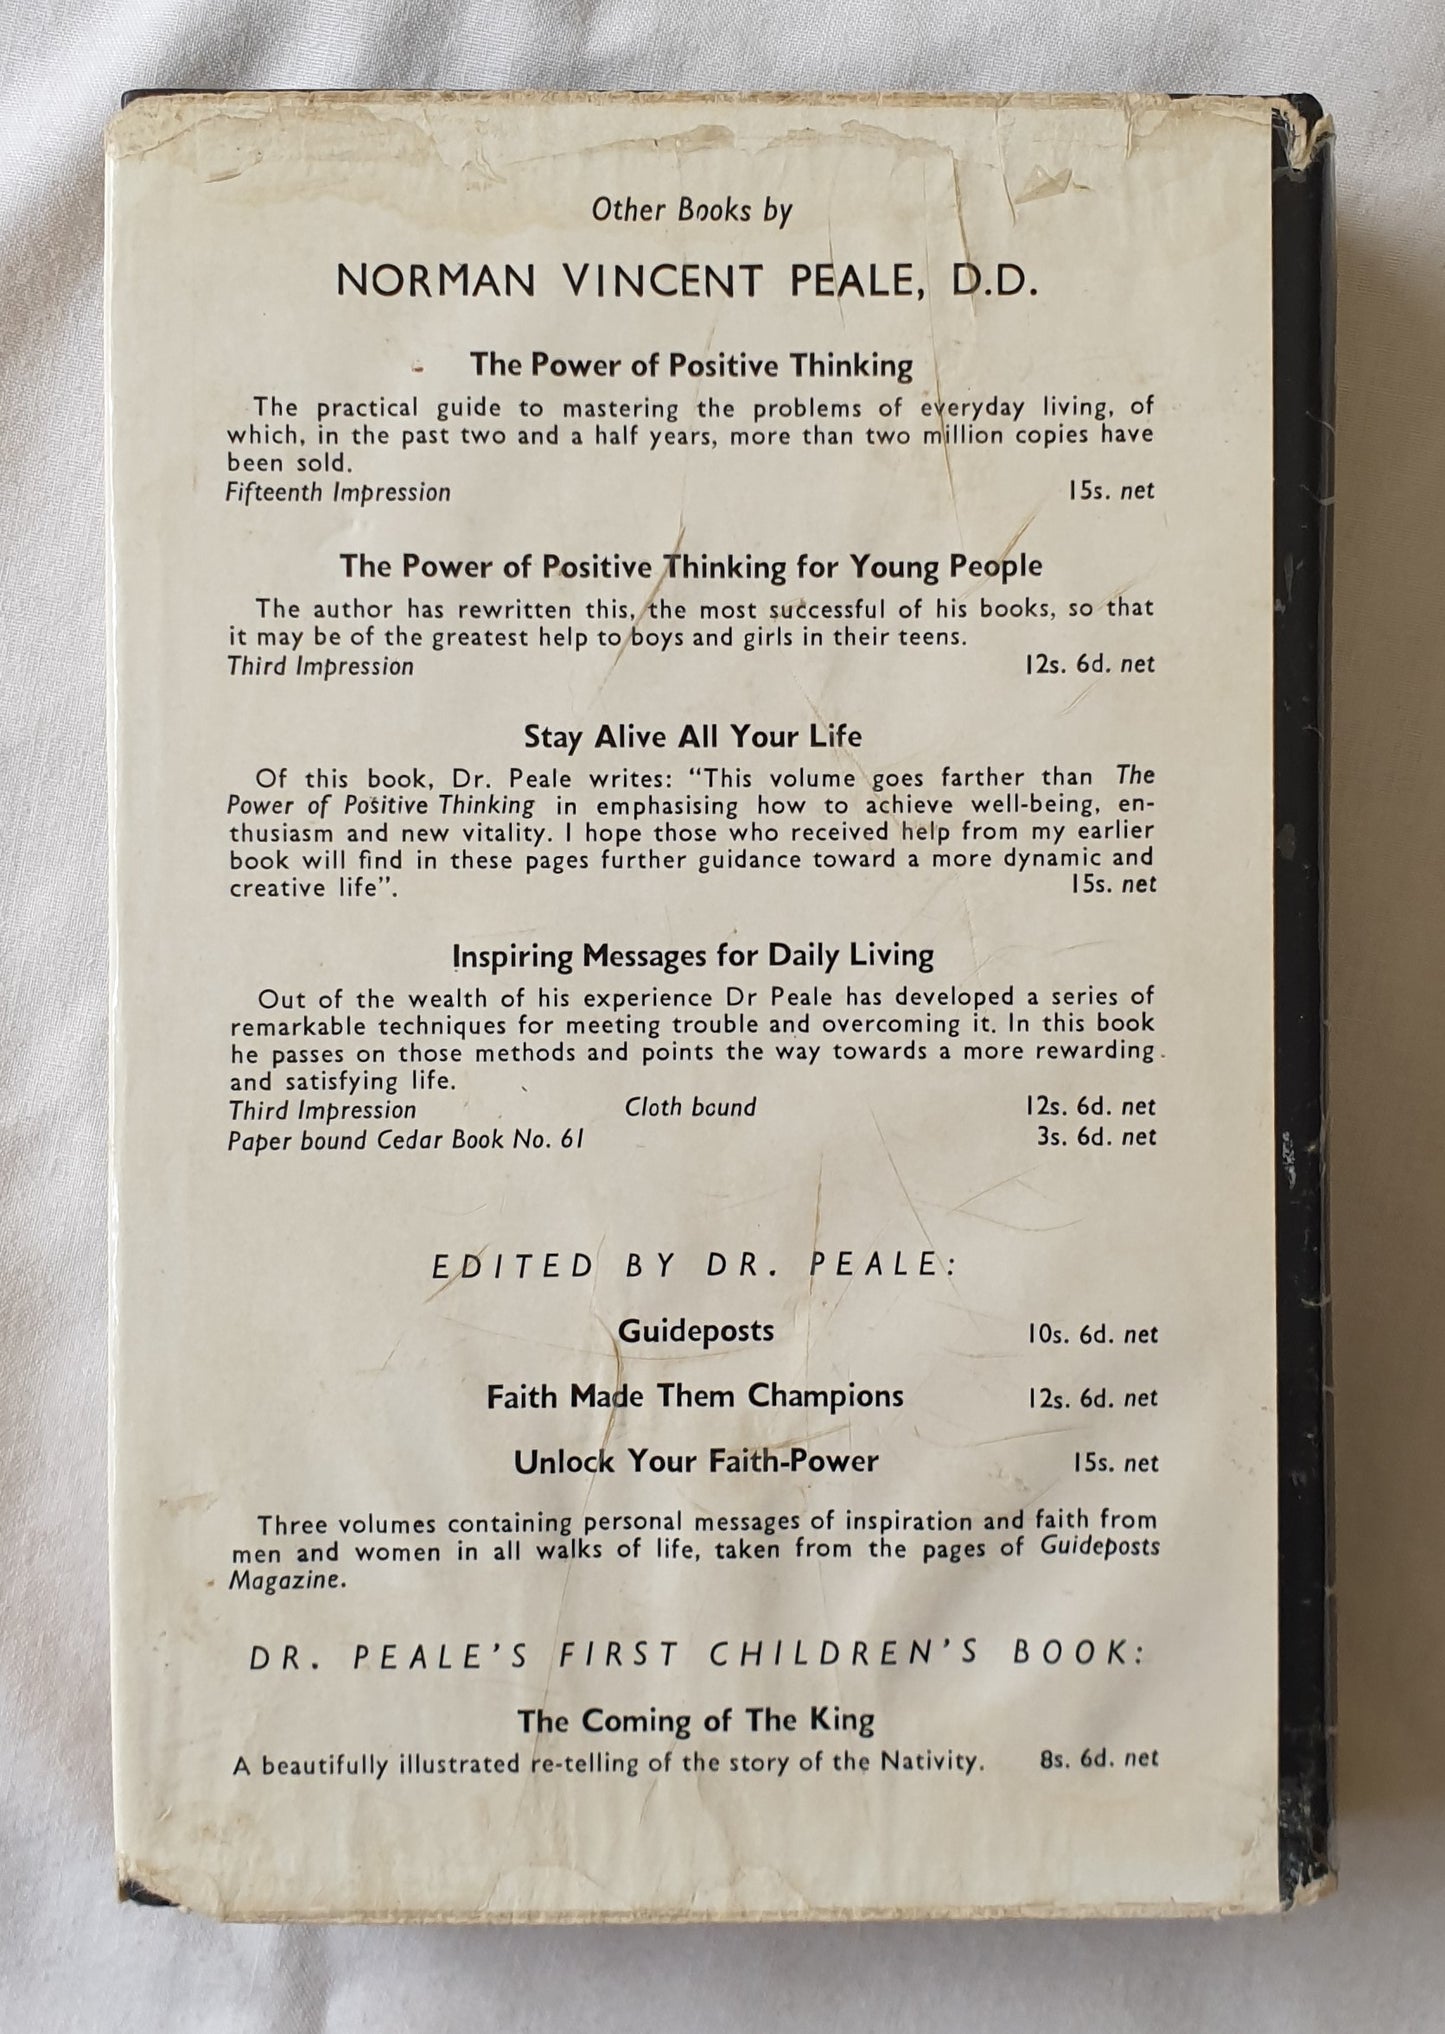 Other Books by
NORMAN VINCENT PEALE, D.D.
The Power of Positive Thinking
The practical guide to mastering the problems of everyday living, of
which, in the past two and a half years, more than two million copies have
been sold.
Fifteenth Impression 15s. net
The Power of Positive Thinking for Young People
The author has rewritten this, the most successful of his books, so that
it may be of the greatest help to boys and girls in their teens.
Third Impression 12s. 6d. net
Stay Alive All Your Life
Of this book, Dr. Peale writes: “This volume goes farther than The
Power of Positive Thinking in emphasising how to achieve well-being, en-
thusiasm and new vitality. I hope those who received help from my earlier
book will find in these pages further guidance toward a more dynamic and
creative life”. 15s. net
Inspiring Messages for Daily Living
Out of the wealth of his experience Dr Peale has developed a series of
remarkable techniques for meeting trouble and overcoming it. In this book
he passes on those methods and points the way towards a more rewarding
and satisfying life.
Third Impression Cloth bound 12s. 6d. net
Paper bound Cedar Book No. 61 3s. 6d. net
EDITED BY DR. PEALE:
Guideposts 10s. 6d. net
Faith Made Them Champions 12s. 6d. net
Unlock Your Faith-Power 15s. net
Three volumes containing personal messages of inspiration and faith from
men and women in all walks of life, taken from the pages of Guideposts
Magazine.
DR. PEALE’S FIRST CHILDREN’S BOOK:
The Coming of The King
A beautifully illustrated re-telling of the story of the Nativity. 8s. 6d. net